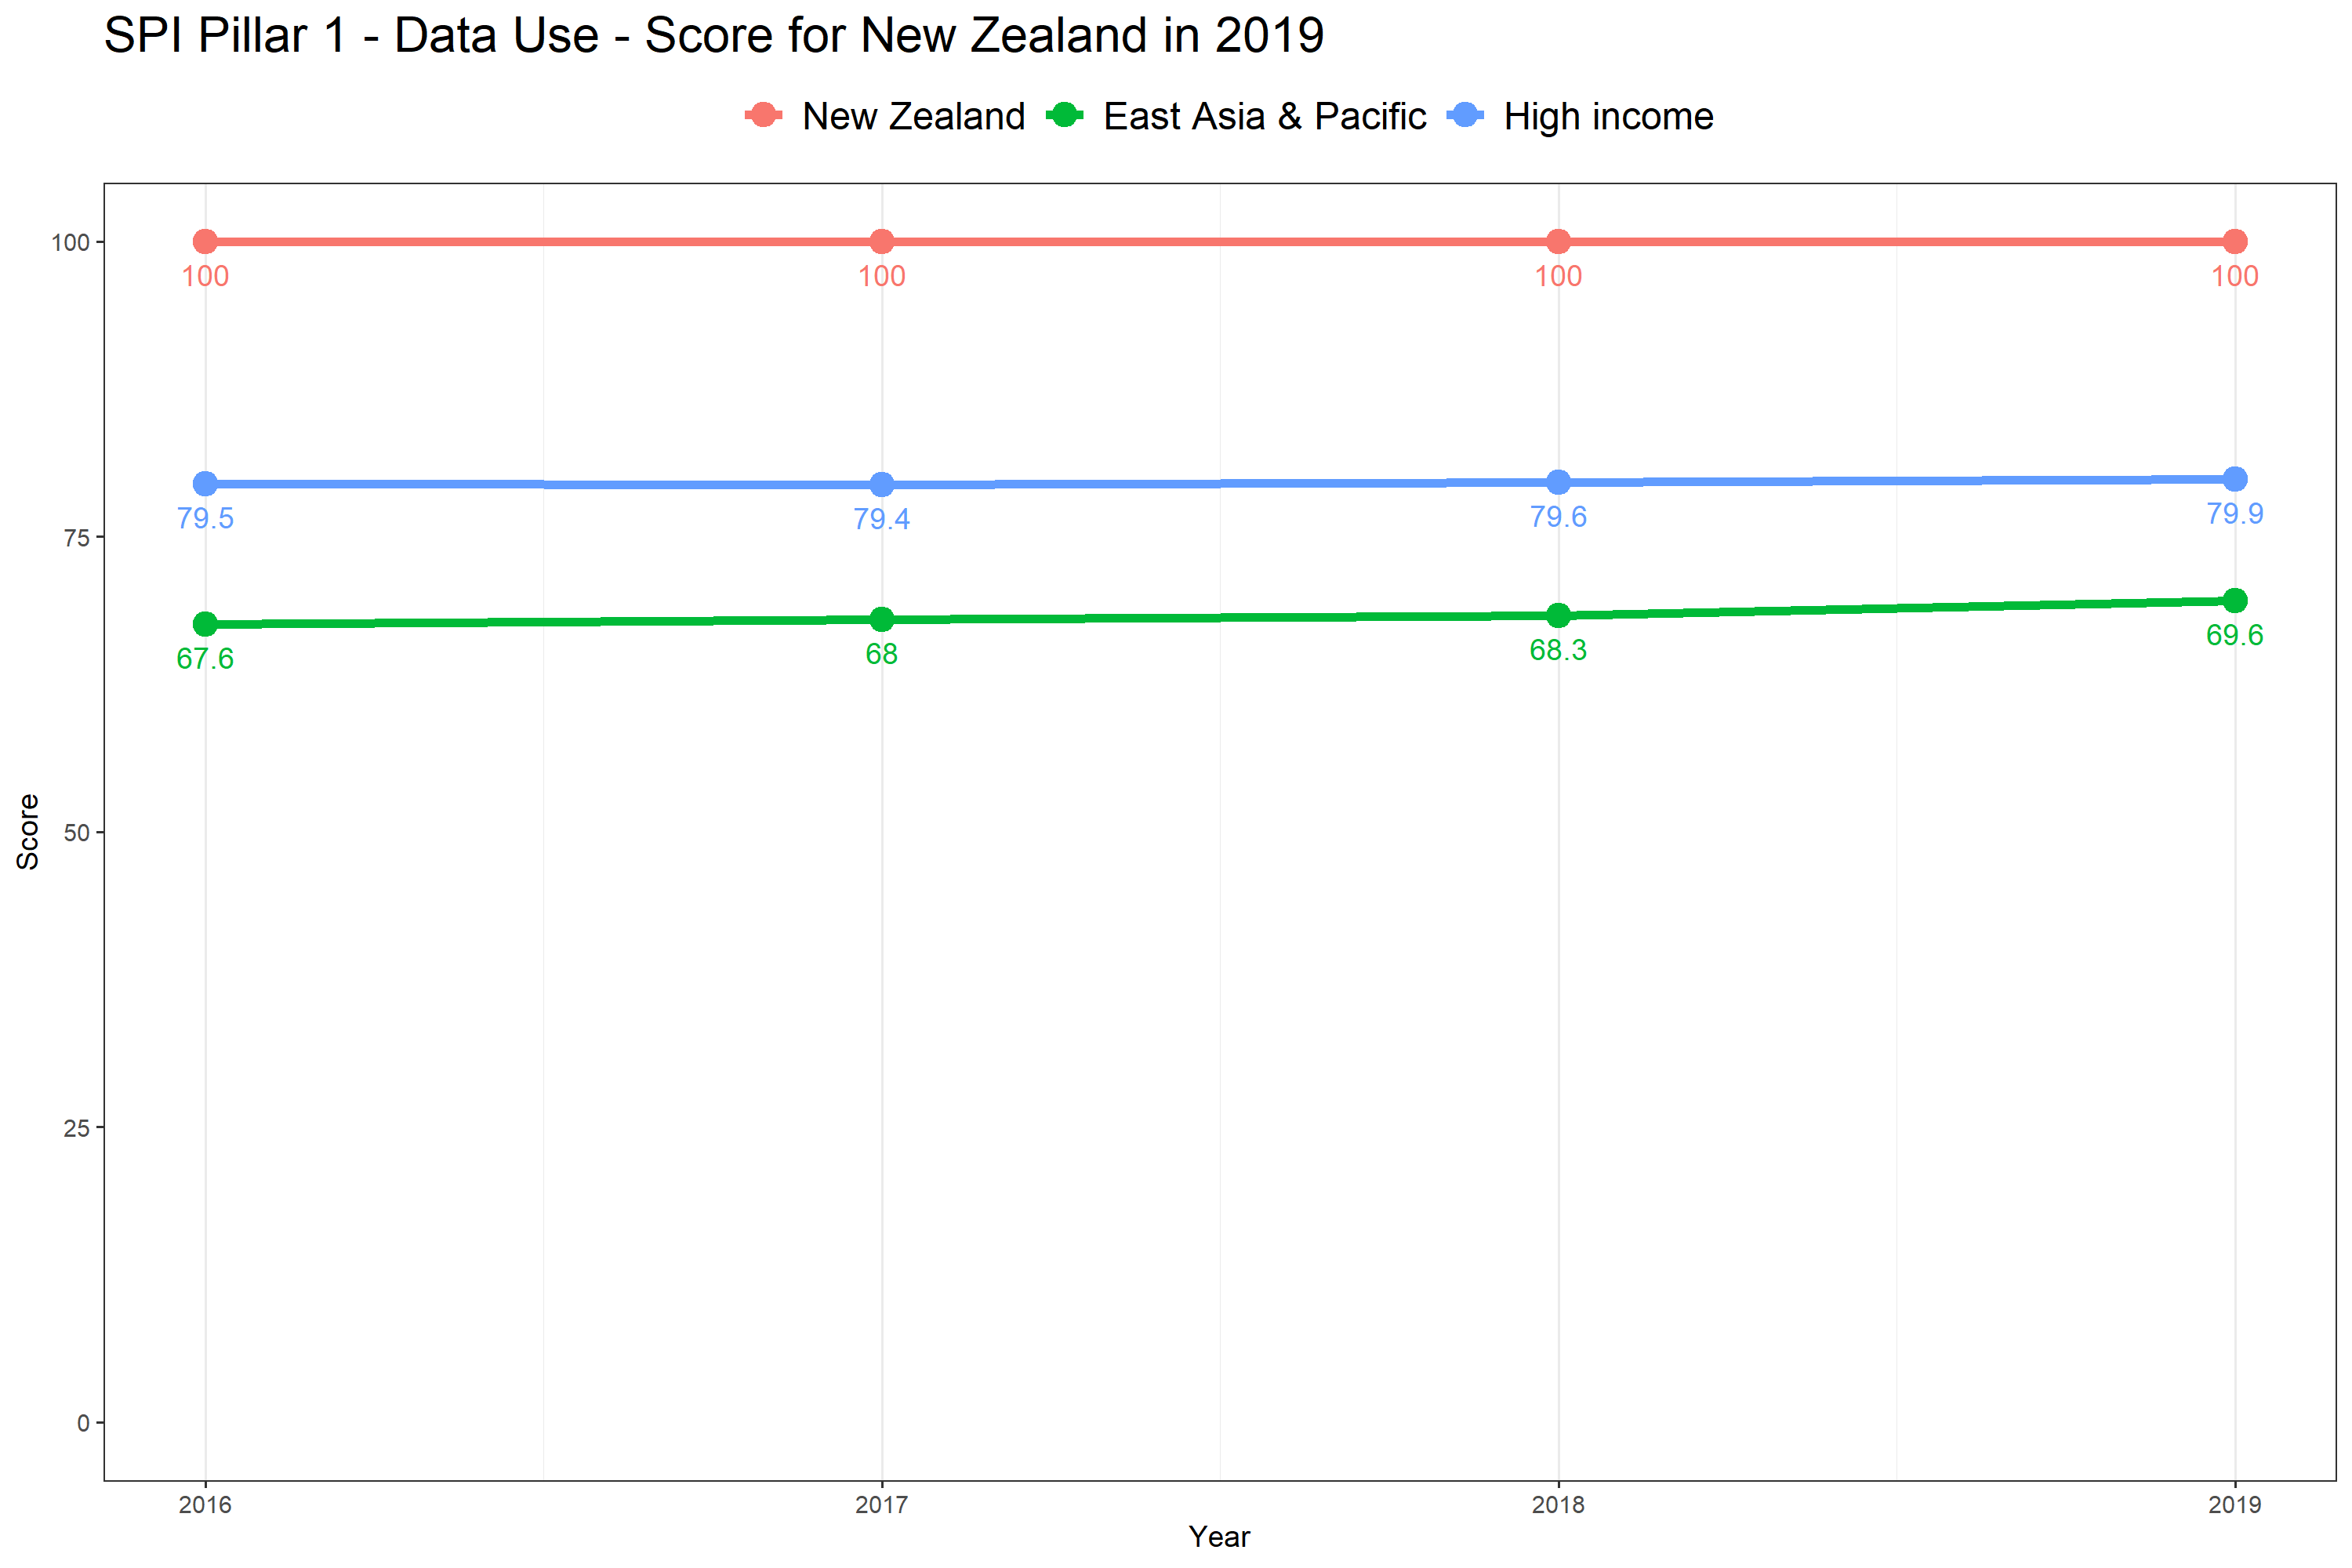 SPI Pillar 1 - Data Use - Score for New Zealand in 2019
New Zealand East Asia & Pacific High income
100
100 100 100 100
79.5 79.4 79.6 79.9
75
67.6 68 68.3 69.6
Score
50
25
0
2016 2017 2018 2019
Year